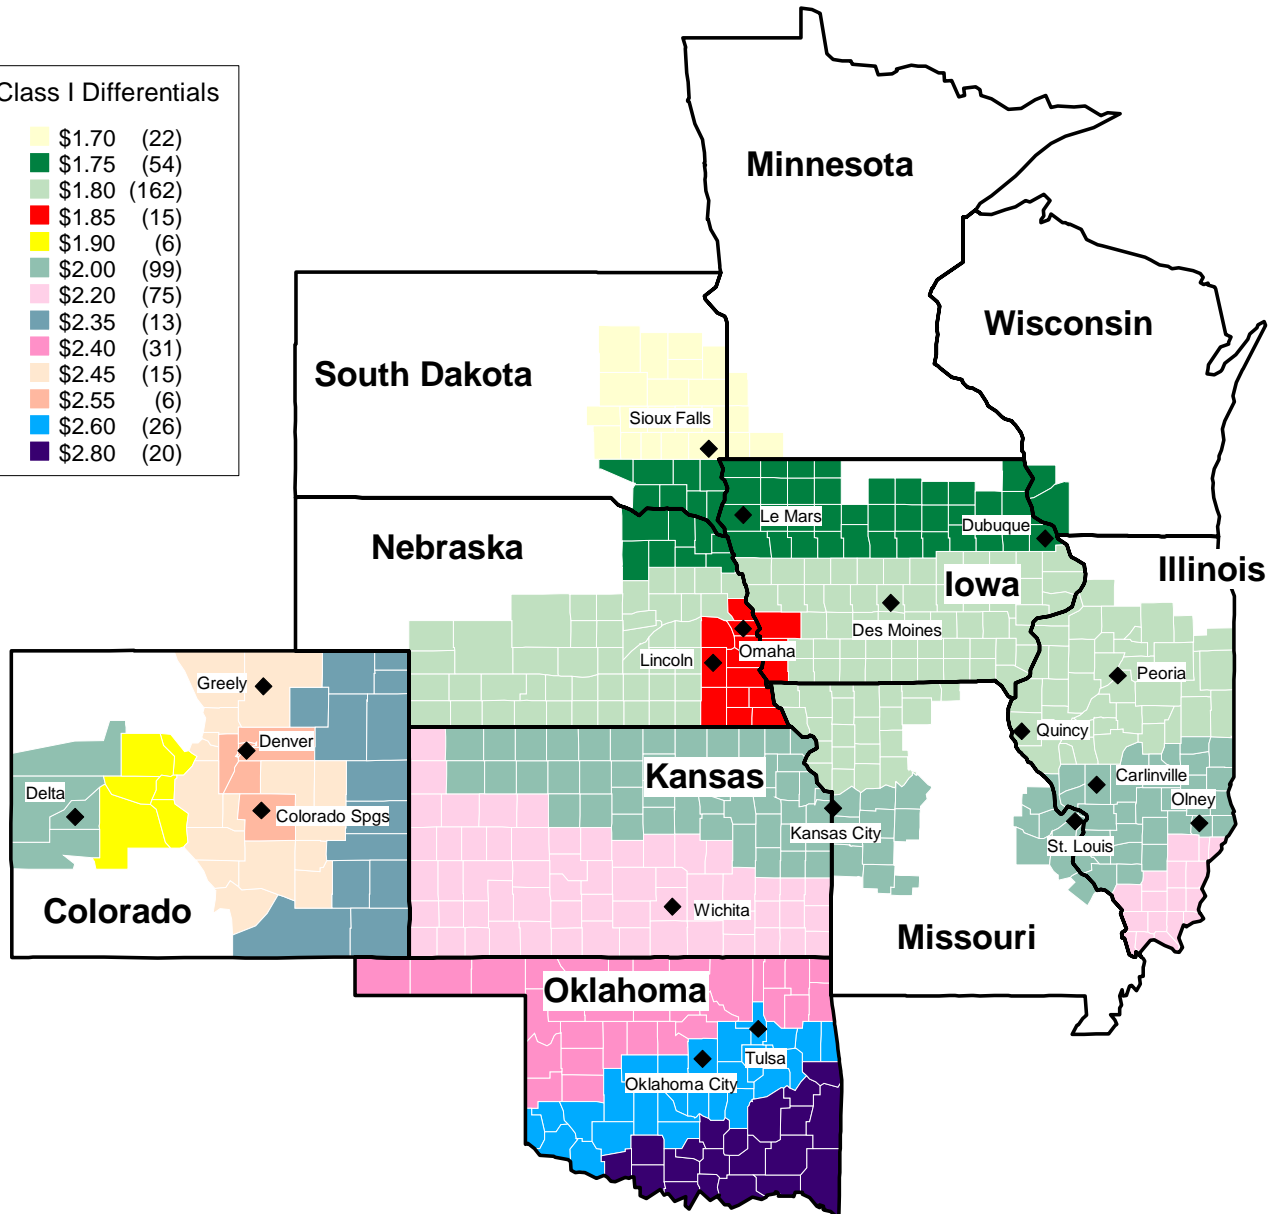 Class I Differentials
$1.70 (22)
$1.75 (54)
$1.80 (162)
$1.85 (15)
$1.90 (6)
$2.00 (99)
$2.20 (75)
$2.35 (13)
$2.40 (31)
$2.45 (15)
$2.55 (6)
$2.60 (26)
$2.80 (20)
Minnesota
Wisconsin
South Dakota
Sioux Falls
Le Mars
Dubuque
Nebraska
Iowa
Illinois
Des Moines
Omaha
Lincoln
Peoria
Greely
Quincy
Denver
Kansas
Carlinville
Delta
Olney
Colorado Spgs
Kansas City
St. Louis
Colorado
Wichita
Missouri
Oklahoma
Tulsa
Oklahoma City